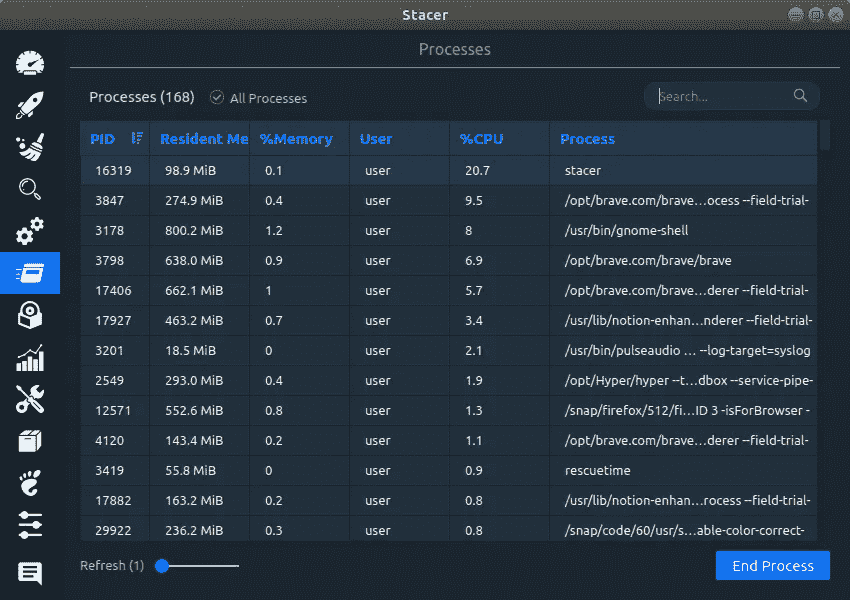 Stacer
Processes
Processes (168) All Processes Search...
PID Resident Me %Memory User %CPU Process
16319 98.9 MiB 0.1 user 20.7 stacer
3847 274.9 MiB 0.4 user 9.5 /opt/brave.com/brave…ocess --field-trial-
3178 800.2 MiB 1.2 user 8 /usr/bin/gnome-shell
3798 638.0 MiB 0.9 user 6.9 /opt/brave.com/brave/brave
17406 662.1 MiB 1 user 5.7 /opt/brave.com/brave…derer --field-trial-
17927 463.2 MiB 0.7 user 3.4 /usr/lib/notion-enhan…nderer --field-trial-
3201 18.5 MiB 0 user 2.1 /usr/bin/pulseaudio … --log-target=syslog
2549 293.0 MiB 0.4 user 1.9 /opt/Hyper/hyper --t…dbox --service-pipe-
12571 552.6 MiB 0.8 user 1.3 /snap/firefox/512/fi…ID 3 -isForBrowser -
4120 143.4 MiB 0.2 user 1.1 /opt/brave.com/brave…derer --field-trial-
3419 55.8 MiB 0 user 0.9 rescuetime
17882 163.2 MiB 0.2 user 0.8 /usr/lib/notion-enhan…rocess --field-trial-
29922 236.2 MiB 0.3 user 0.8 /snap/code/60/usr/s…able-color-correct-
Refresh (1) End Process